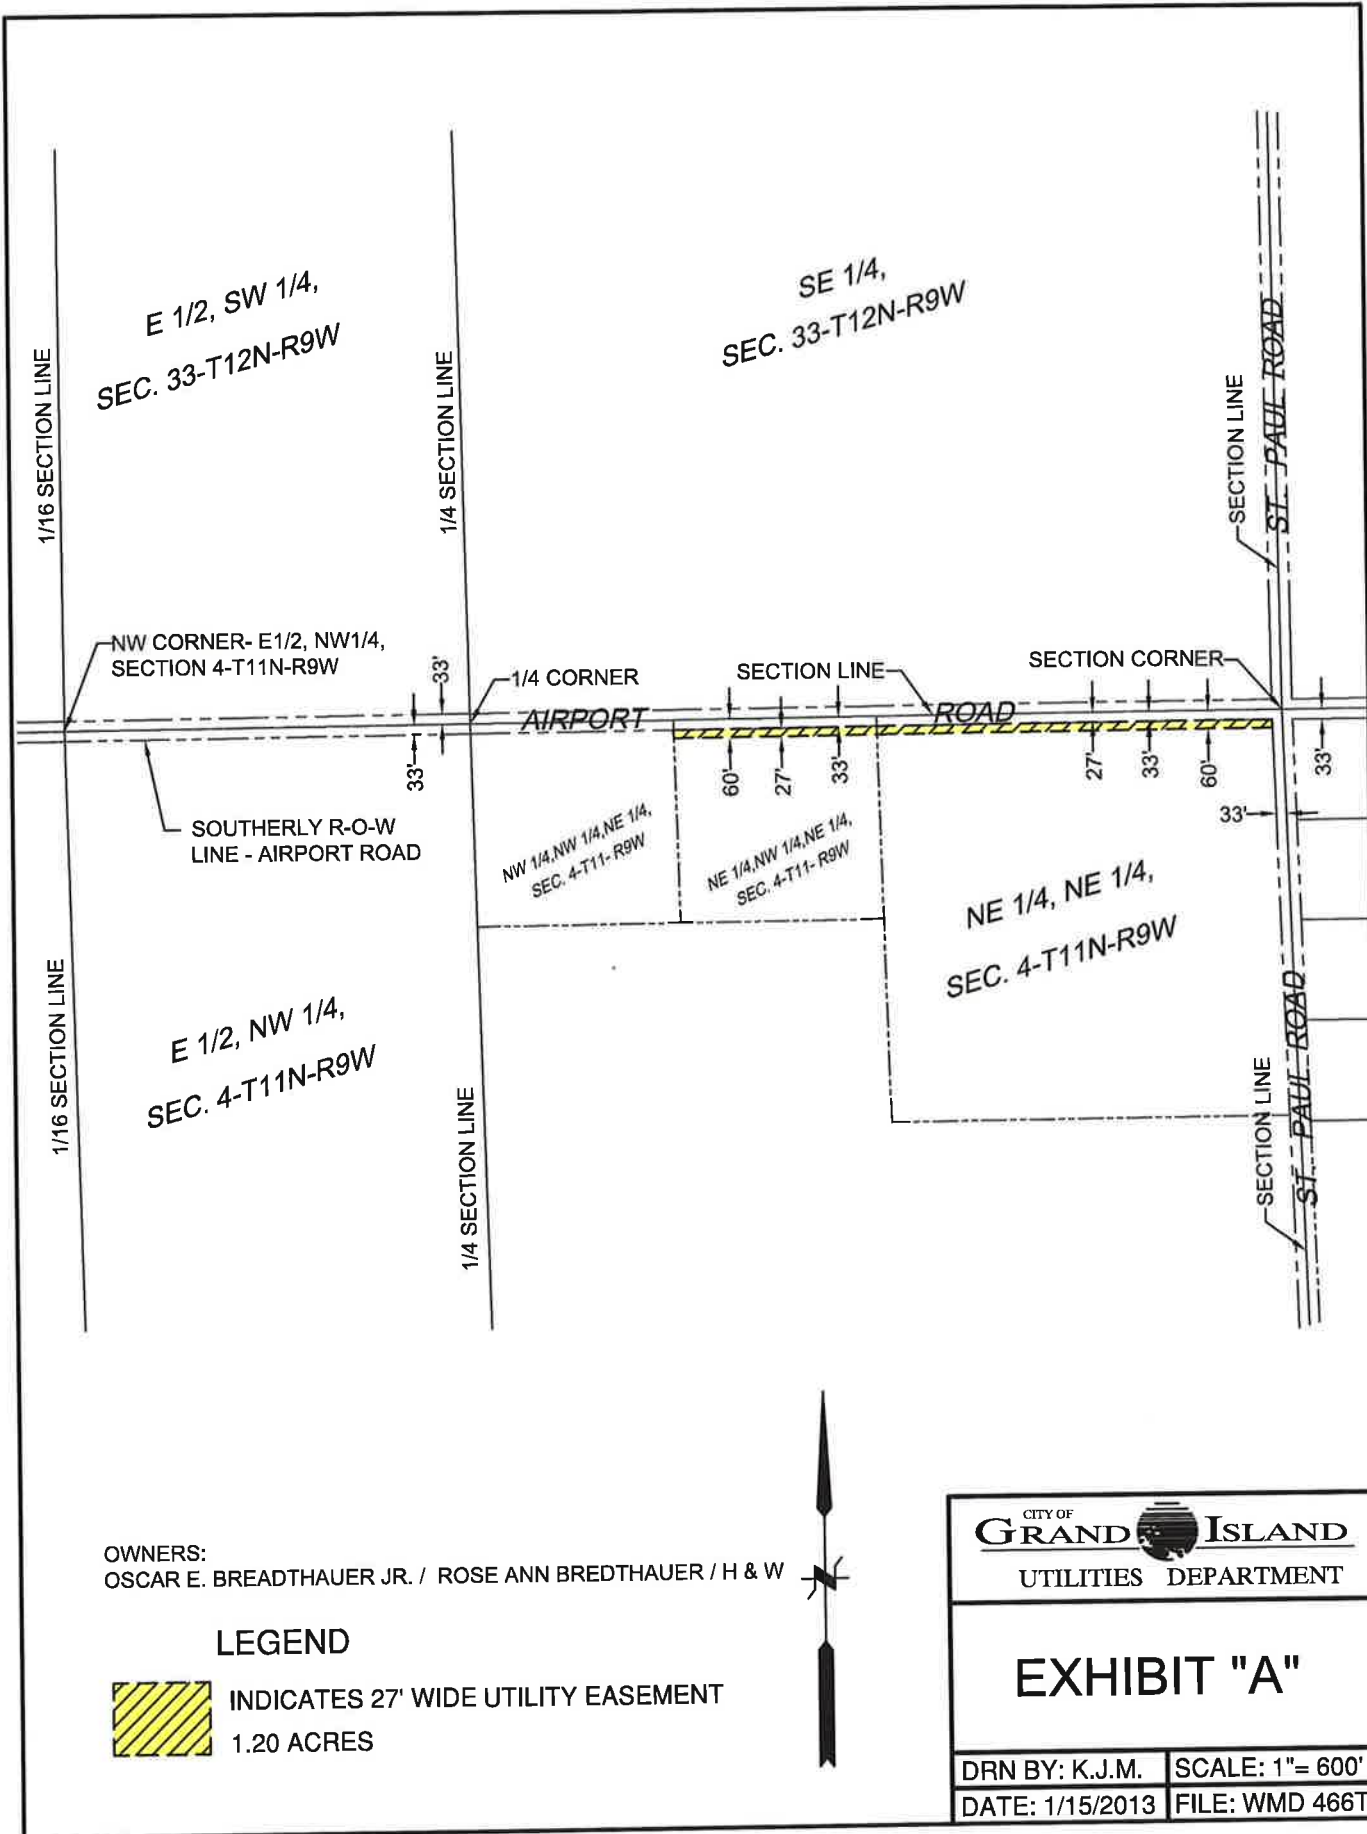 E 1/2, SW 1/4,
SEC. 33-T12N-R9W
SE 1/4,
SEC. 33-T12N-R9W
1/16 SECTION LINE
1/4 SECTION LINE
SECTION LINE
ST. PAUL ROAD
NW CORNER- E1/2, NW1/4,
SECTION 4-T11N-R9W
33'
1/4 CORNER
SECTION LINE
SECTION CORNER
AIRPORT
ROAD
33'
60'
27'
33'
27'
33'
60'
33'
33'
SOUTHERLY R-O-W
LINE - AIRPORT ROAD
NW 1/4,NW 1/4,NE 1/4,
SEC. 4-T11- R9W
NE 1/4,NW 1/4,NE 1/4,
SEC. 4-T11- R9W
NE 1/4, NE 1/4,
SEC. 4-T11N-R9W
1/16 SECTION LINE
E 1/2, NW 1/4,
SEC. 4-T11N-R9W
1/4 SECTION LINE
SECTION LINE
ST. PAUL ROAD
OWNERS:
OSCAR E. BREADTHAUER JR. / ROSE ANN BREDTHAUER / H & W
LEGEND
INDICATES 27' WIDE UTILITY EASEMENT
1.20 ACRES
CITY OF
GRAND ISLAND
UTILITIES DEPARTMENT
EXHIBIT "A"
DRN BY: K.J.M.
SCALE: 1"= 600'
DATE: 1/15/2013
FILE: WMD 466T